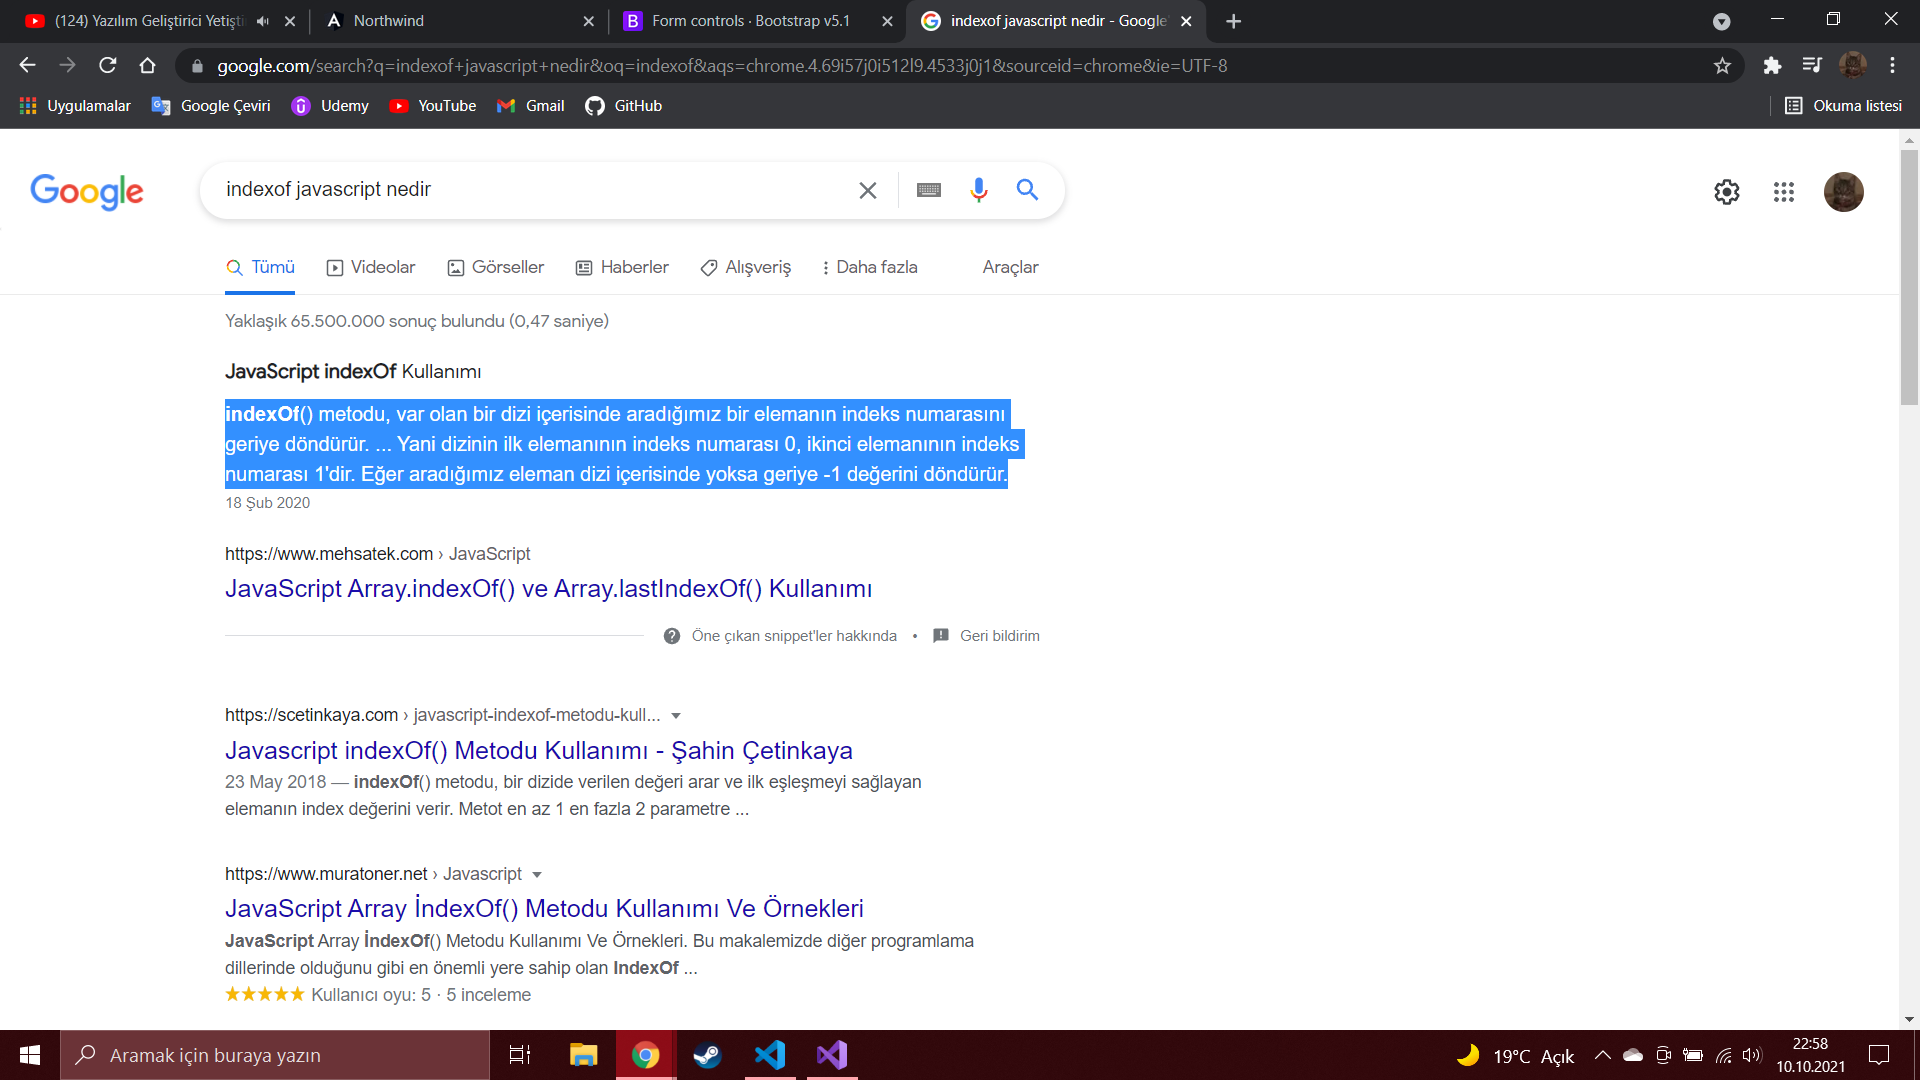 (124) Yazılım Geliştirici Yetişti
Northwind
Form controls · Bootstrap v5.1
indexof javascript nedir - Google'
google.com/search?q=indexof+javascript+nedir&oq=indexof&aqs=chrome.4.69i57j0i512l9.4533j0j1&sourceid=chrome&ie=UTF-8
Uygulamalar
Google Çeviri
Udemy
YouTube
Gmail
GitHub
Okuma listesi
Google
indexof javascript nedir
Tümü
Videolar
Görseller
Haberler
Alışveriş
Daha fazla
Araçlar
Yaklaşık 65.500.000 sonuç bulundu (0,47 saniye)
JavaScript indexOf Kullanımı
indexOf() metodu, var olan bir dizi içerisinde aradığımız bir elemanın indeks numarasını
geriye döndürür. ... Yani dizinin ilk elemanının indeks numarası 0, ikinci elemanının indeks
numarası 1'dir. Eğer aradığımız eleman dizi içerisinde yoksa geriye -1 değerini döndürür.
18 Şub 2020
https://www.mehsatek.com › JavaScript
JavaScript Array.indexOf() ve Array.lastIndexOf() Kullanımı
Öne çıkan snippet'ler hakkında • Geri bildirim
https://scetinkaya.com › javascript-indexof-metodu-kull...
Javascript indexOf() Metodu Kullanımı - Şahin Çetinkaya
23 May 2018 — indexOf() metodu, bir dizide verilen değeri arar ve ilk eşleşmeyi sağlayan
elemanın index değerini verir. Metot en az 1 en fazla 2 parametre ...
https://www.muratoner.net › Javascript
JavaScript Array İndexOf() Metodu Kullanımı Ve Örnekleri
JavaScript Array İndexOf() Metodu Kullanımı Ve Örnekleri. Bu makalemizde diğer programlama
dillerinde olduğunu gibi en önemli yere sahip olan IndexOf ...
★★★★★ Kullanıcı oyu: 5 · 5 inceleme
Aramak için buraya yazın
19°C Açık
22:58
10.10.2021